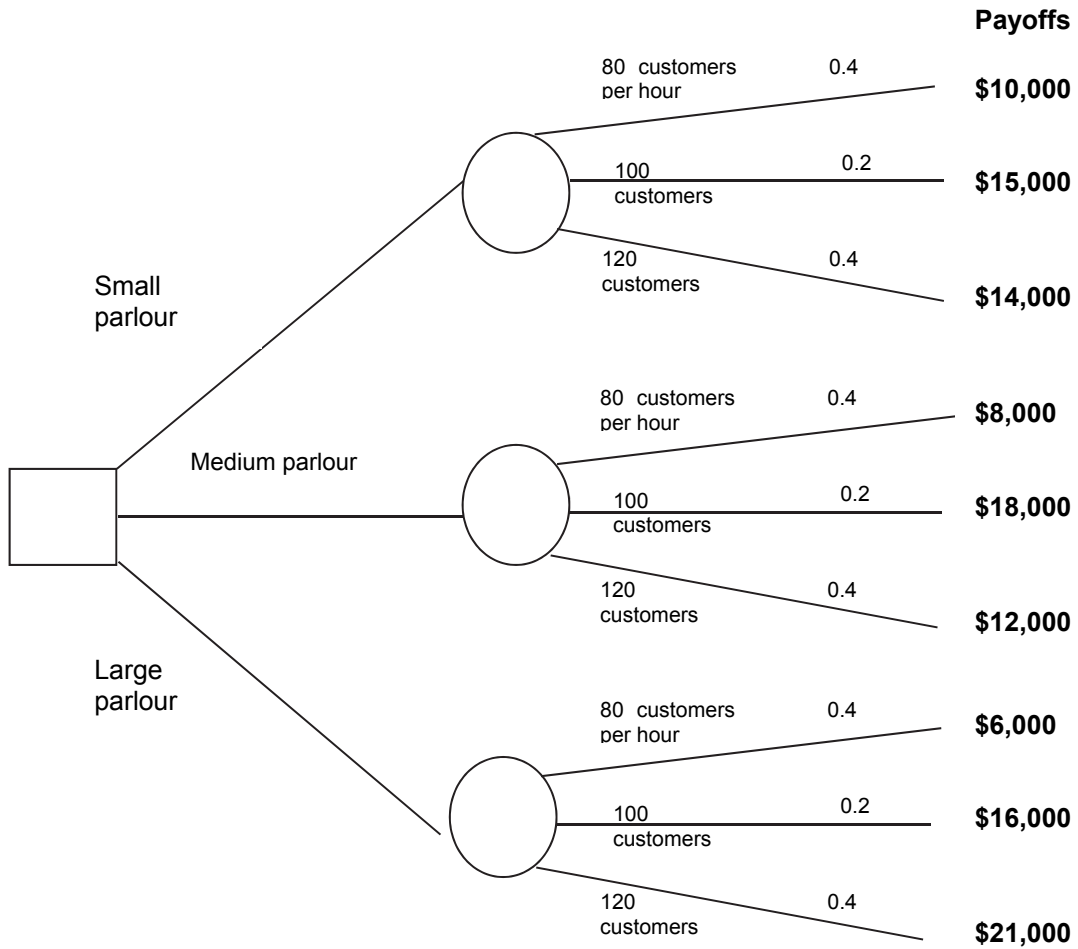 Payoffs
80 customers 0.4
per hour
$10,000
100 0.2
customers
$15,000
120 0.4
customers
$14,000
Small
parlour
80 customers 0.4
per hour
$8,000
Medium parlour
100 0.2
customers
$18,000
120 0.4
customers
$12,000
Large
parlour
80 customers 0.4
per hour
$6,000
100 0.2
customers
$16,000
120 0.4
customers
$21,000